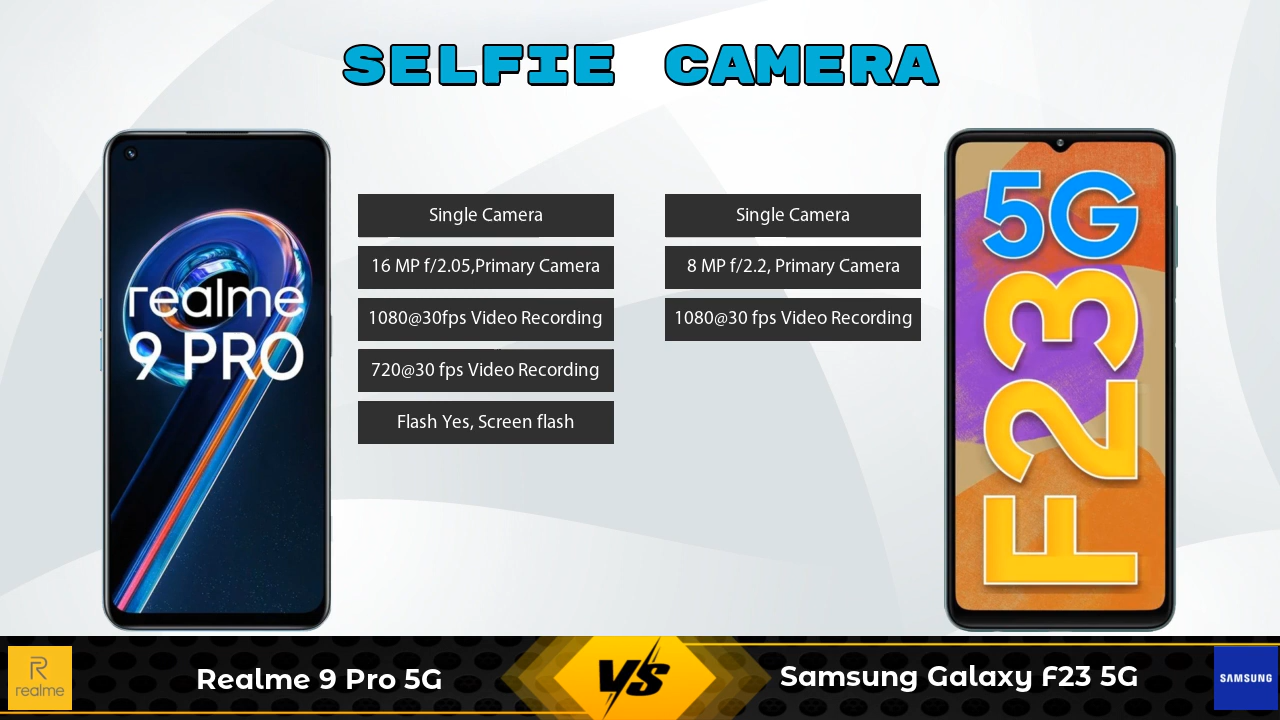 SELFIE CAMERA
realme
9 PRO
Single Camera
16 MP f/2.05,Primary Camera
1080@30fps Video Recording
720@30 fps Video Recording
Flash Yes, Screen flash
Single Camera
8 MP f/2.2, Primary Camera
1080@30 fps Video Recording
5G
F23
R
realme
Realme 9 Pro 5G
VS
Samsung Galaxy F23 5G
SAMSUNG